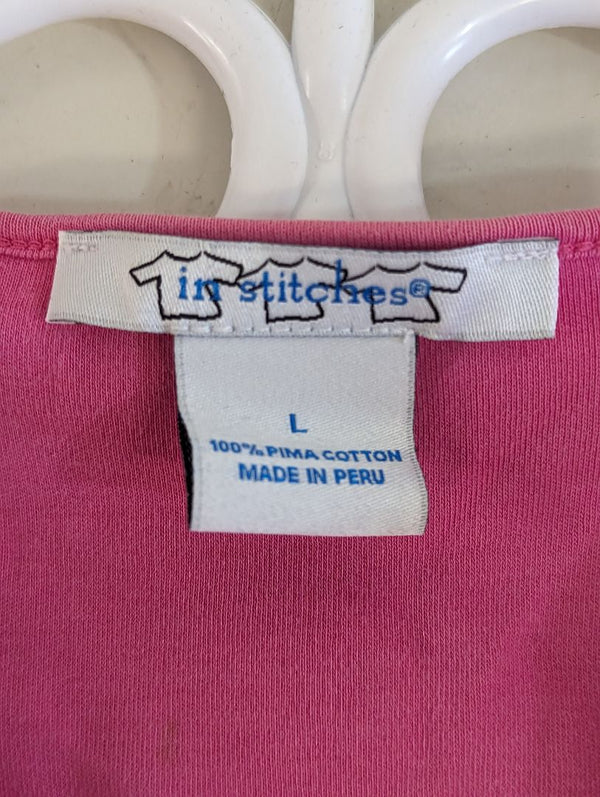 in stitches®
L
100% PIMA COTTON
MADE IN PERU